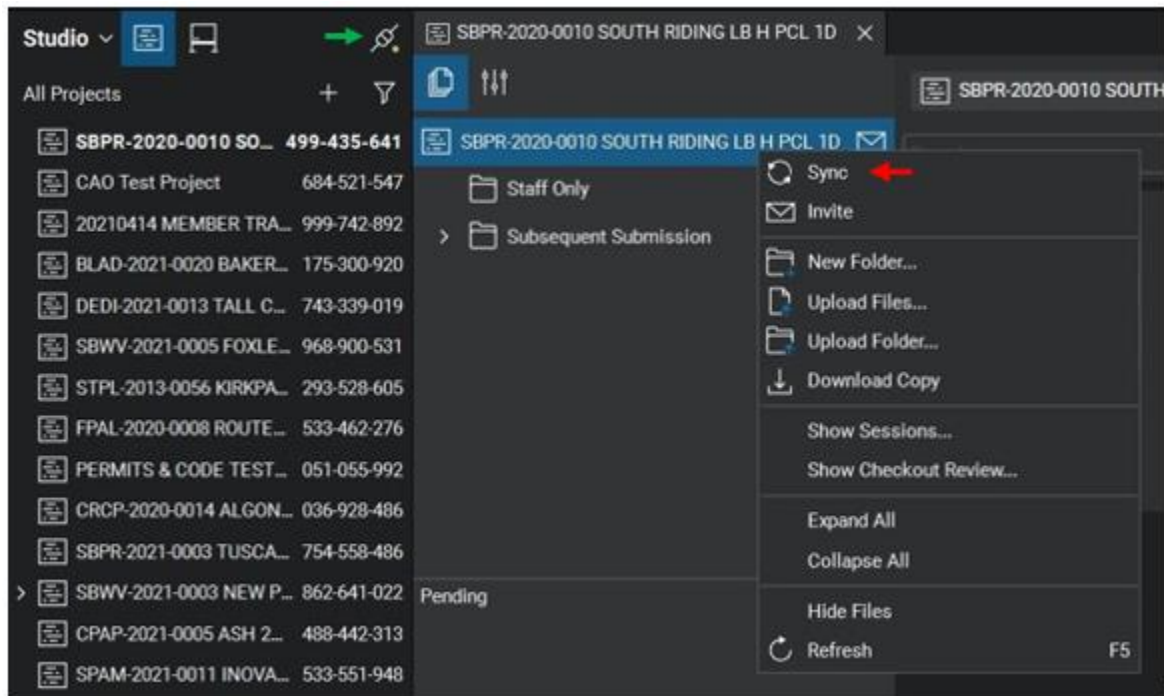 Studio
All Projects
SBPR-2020-0010 SO... 499-435-641
CAO Test Project 684-521-547
20210414 MEMBER TRA... 999-742-892
BLAD-2021-0020 BAKER... 175-300-920
DEDI-2021-0013 TALL C... 743-339-019
SBWV-2021-0005 FOXLE... 968-900-531
STPL-2013-0056 KIRKPA... 293-528-605
FPAL-2020-0008 ROUTE... 533-462-276
PERMITS & CODE TEST... 051-055-992
CRCP-2020-0014 ALGON... 036-928-486
SBPR-2021-0003 TUSCA... 754-558-486
SBWV-2021-0003 NEW P... 862-641-022
CPAP-2021-0005 ASH 2... 488-442-313
SPAM-2021-0011 INOVA... 533-551-948
SBPR-2020-0010 SOUTH RIDING LB H PCL 1D
SBPR-2020-0010 SOUTH RIDING LB H PCL 1D
Staff Only
Subsequent Submission
Pending
SBPR-2020-0010 SOUTH
Sync
Invite
New Folder...
Upload Files...
Upload Folder...
Download Copy
Show Sessions...
Show Checkout Review...
Expand All
Collapse All
Hide Files
Refresh F5